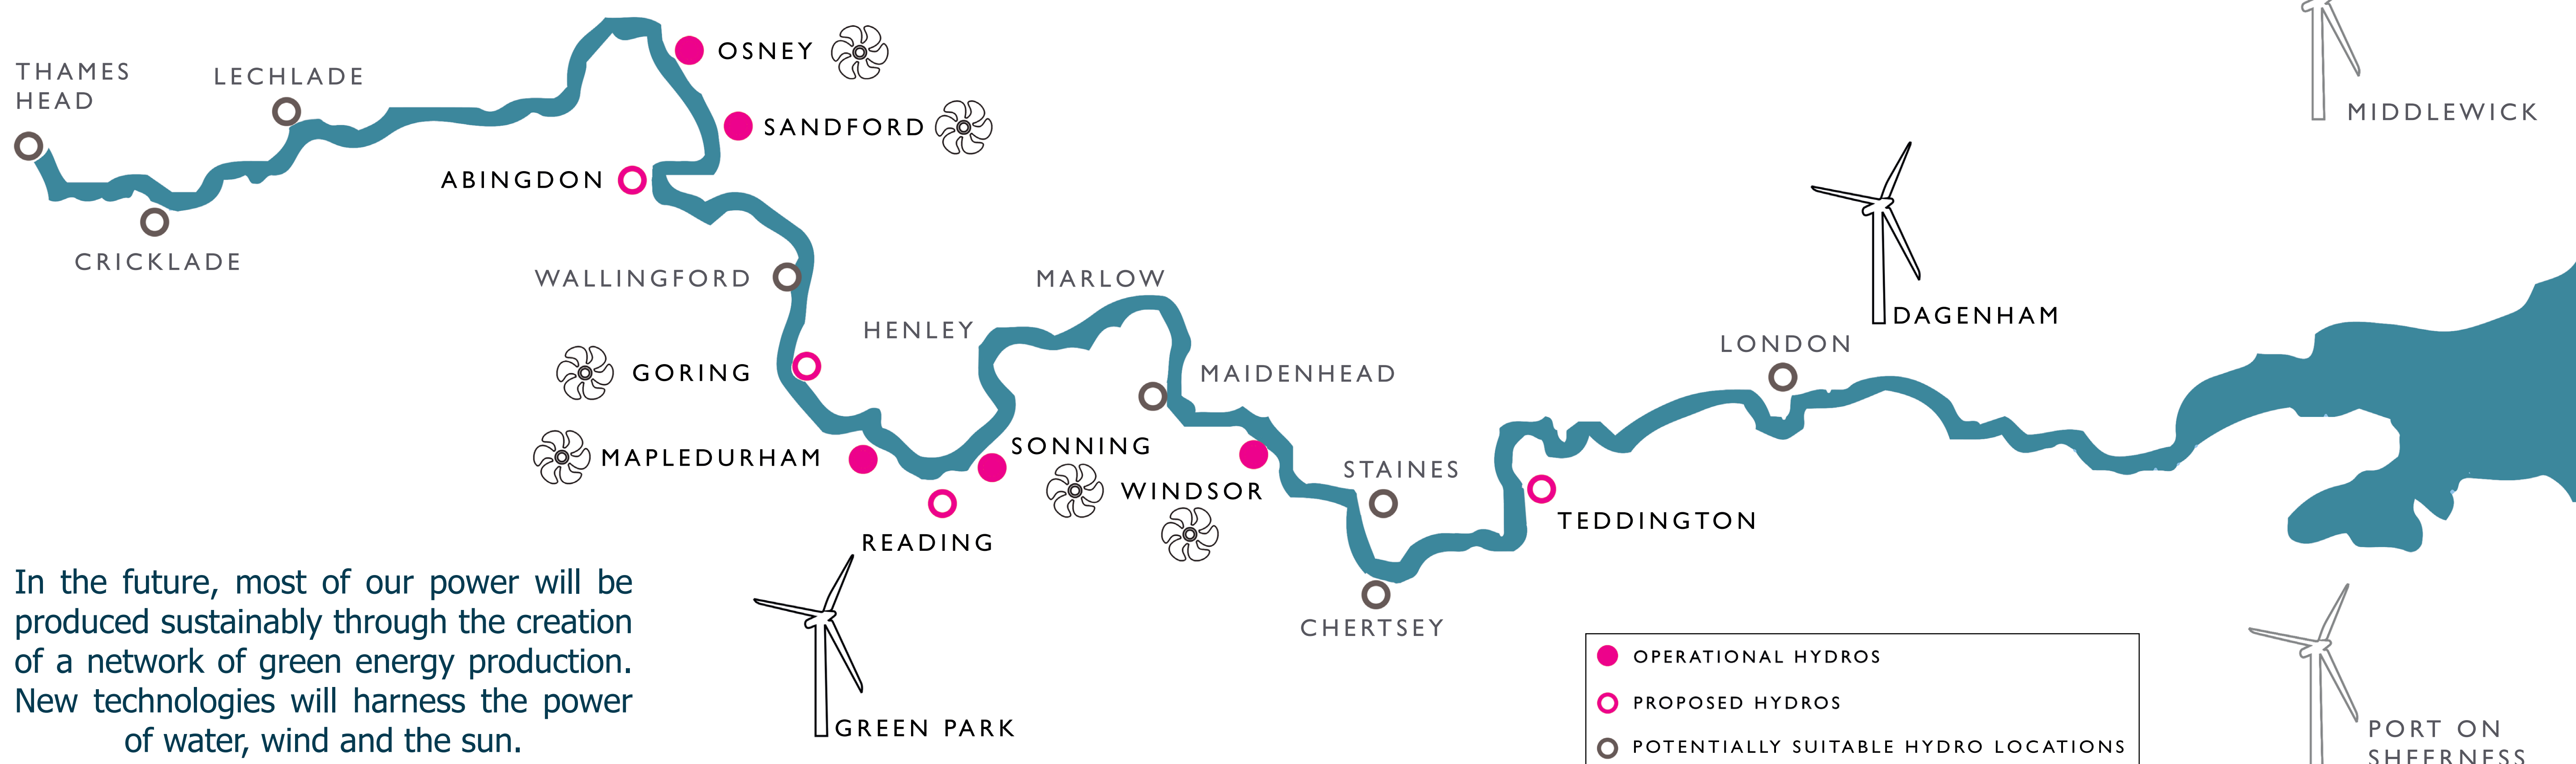 THAMES
HEAD
LECHLADE
CRICKLADE
OSNEY
SANDFORD
ABINGDON
WALLINGFORD
GORING
MAPLEDURHAM
READING
SONNING
HENLEY
MARLOW
MAIDENHEAD
WINDSOR
STAINES
CHERTSEY
TEDDINGTON
LONDON
DAGENHAM
MIDDLEWICK
GREEN PARK
PORT ON
SHEERNESS
In the future, most of our power will be
produced sustainably through the creation
of a network of green energy production.
New technologies will harness the power
of water, wind and the sun.
OPERATIONAL HYDROS
PROPOSED HYDROS
POTENTIALLY SUITABLE HYDRO LOCATIONS